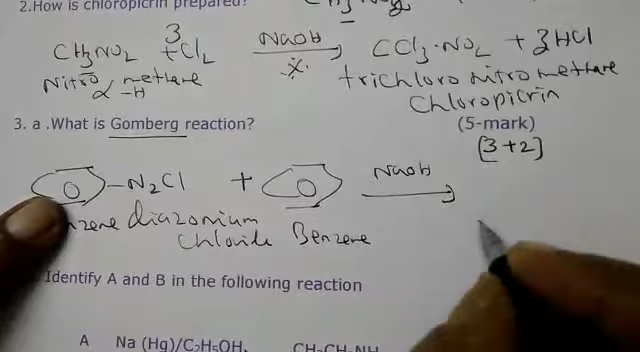 2.How is chloropicrin prepared?
CH3NO2 + 3Cl2 NaOH CCl3·NO2 + 3HCl
Nitro methane trichloro nitro methane
α -H Chloropicrin
3. a .What is Gomberg reaction? (5-mark)
[3+2]
-N2Cl + NaOH
diazonium
Chloride Benzene
Identify A and B in the following reaction
A Na (Hg)/C2H5OH,